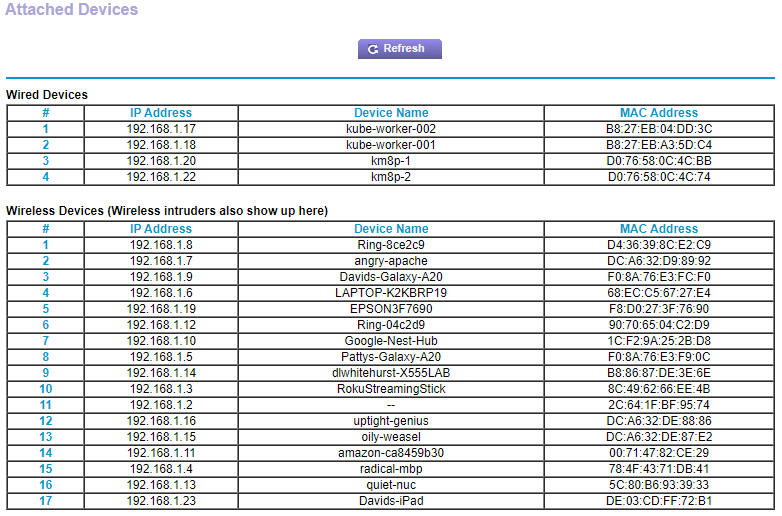 Attached Devices
Refresh
Wired Devices
# IP Address Device Name MAC Address
1 192.168.1.17 kube-worker-002 B8:27:EB:04:DD:3C
2 192.168.1.18 kube-worker-001 B8:27:EB:A3:5D:C4
3 192.168.1.20 km8p-1 D0:76:58:0C:4C:BB
4 192.168.1.22 km8p-2 D0:76:58:0C:4C:74
Wireless Devices (Wireless intruders also show up here)
# IP Address Device Name MAC Address
1 192.168.1.8 Ring-8ce2c9 D4:36:39:8C:E2:C9
2 192.168.1.7 angry-apache DC:A6:32:D9:89:92
3 192.168.1.9 Davids-Galaxy-A20 F0:8A:76:E3:FC:F0
4 192.168.1.6 LAPTOP-K2KBRP19 68:EC:C5:67:27:E4
5 192.168.1.19 EPSON3F7690 F8:D0:27:3F:76:90
6 192.168.1.12 Ring-04c2d9 90:70:65:04:C2:D9
7 192.168.1.10 Google-Nest-Hub 1C:F2:9A:25:2B:D8
8 192.168.1.5 Pattys-Galaxy-A20 F0:8A:76:E3:F9:0C
9 192.168.1.14 dlwhitehurst-X555LAB B8:86:87:DE:3E:6E
10 192.168.1.3 RokuStreamingStick 8C:49:62:66:EE:4B
11 192.168.1.2 -- 2C:64:1F:BF:95:74
12 192.168.1.16 uptight-genius DC:A6:32:DE:88:86
13 192.168.1.15 oily-weasel DC:A6:32:DE:87:E2
14 192.168.1.11 amazon-ca8459b30 00:71:47:82:CE:29
15 192.168.1.4 radical-mbp 78:4F:43:71:DB:41
16 192.168.1.13 quiet-nuc 5C:80:B6:93:39:33
17 192.168.1.23 Davids-iPad DE:03:CD:FF:72:B1